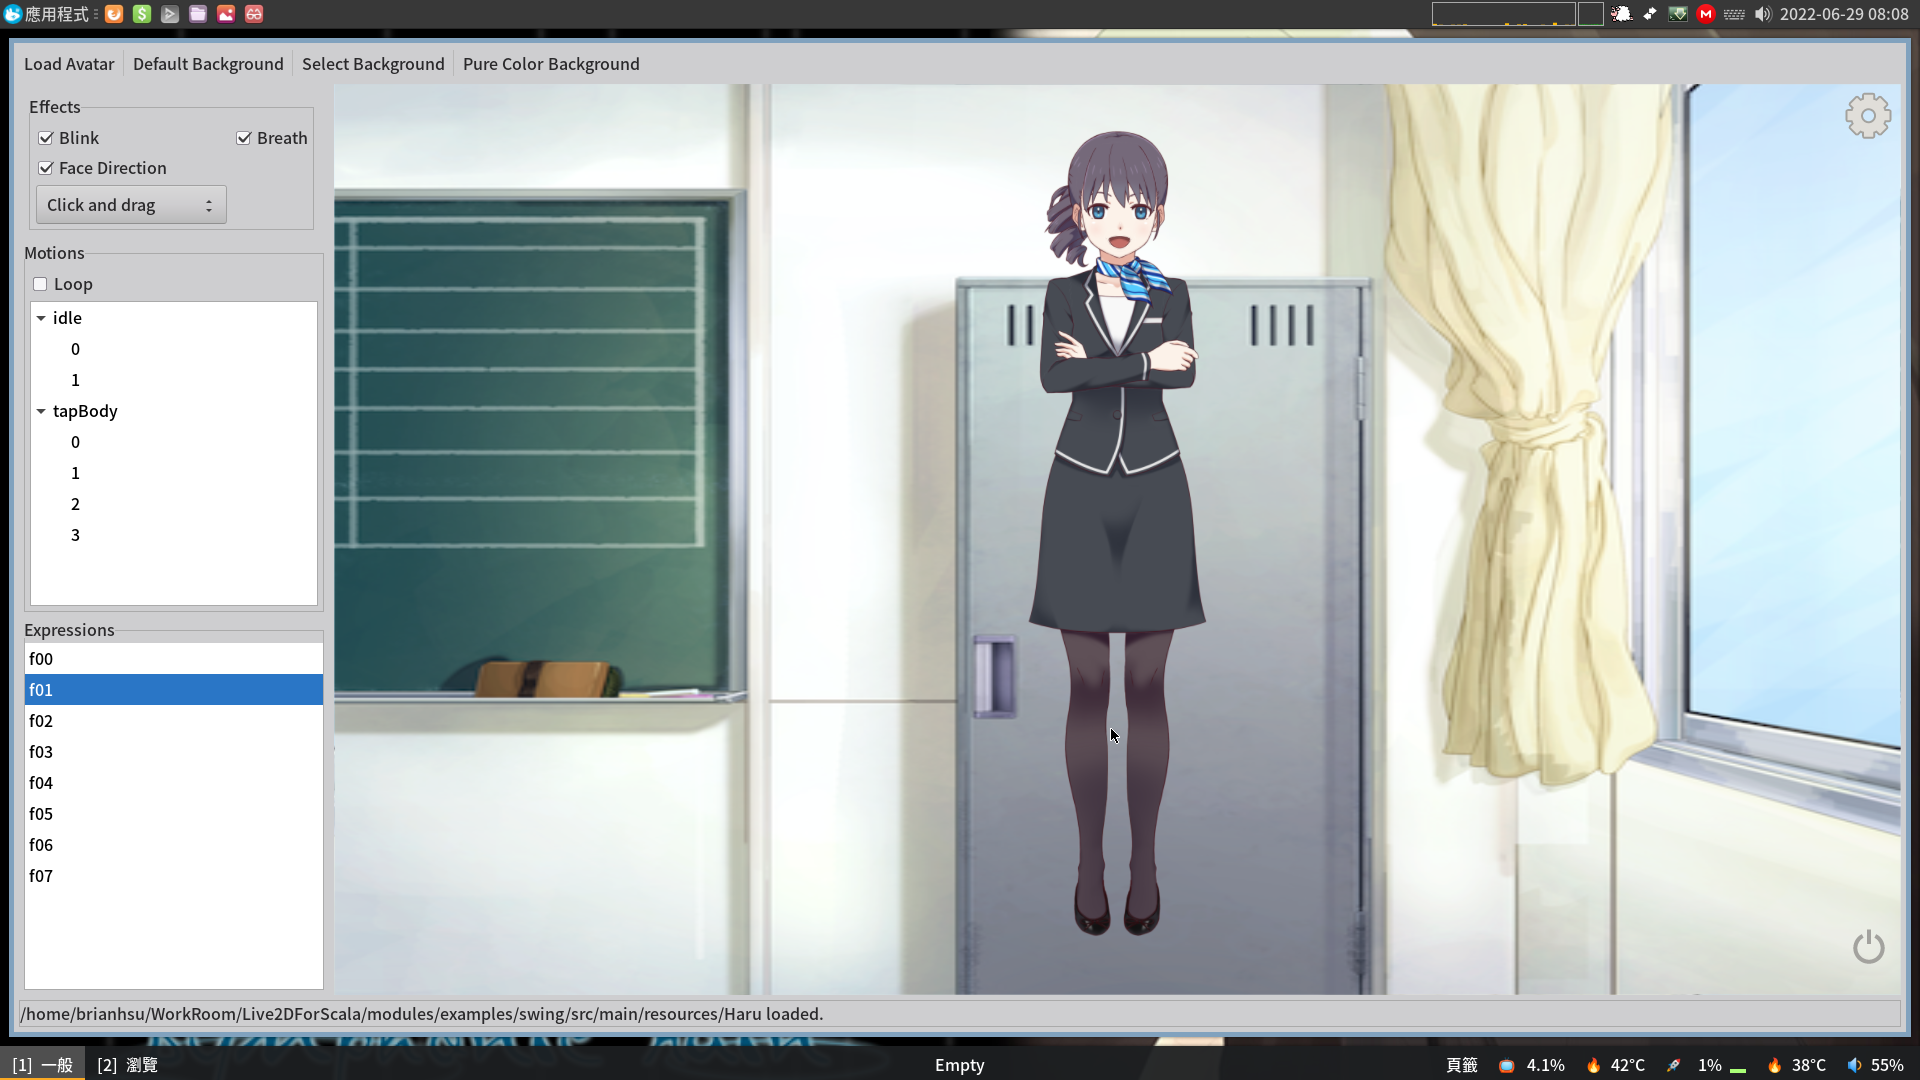 應用程式
2022-06-29 08:08
Load Avatar
Default Background
Select Background
Pure Color Background
Effects
Blink
Breath
Face Direction
Click and drag
Motions
Loop
idle
0
1
tapBody
0
1
2
3
Expressions
f00
f01
f02
f03
f04
f05
f06
f07
/home/brianhsu/WorkRoom/Live2DForScala/modules/examples/swing/src/main/resources/Haru loaded.
[1] 一般
[2] 瀏覽
Empty
頁籤
4.1%
42°C
1%
38°C
55%